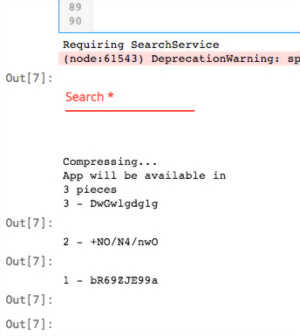 89
90
Requiring SearchService
(node:61543) DeprecationWarning: sp
Out[7]:
Search *
Compressing...
App will be available in
3 pieces
3 - DwGwlgdglg
Out[7]:
2 - +NO/N4/nwO
Out[7]:
1 - bR69ZJE99a
Out[7]:
Out[7]: